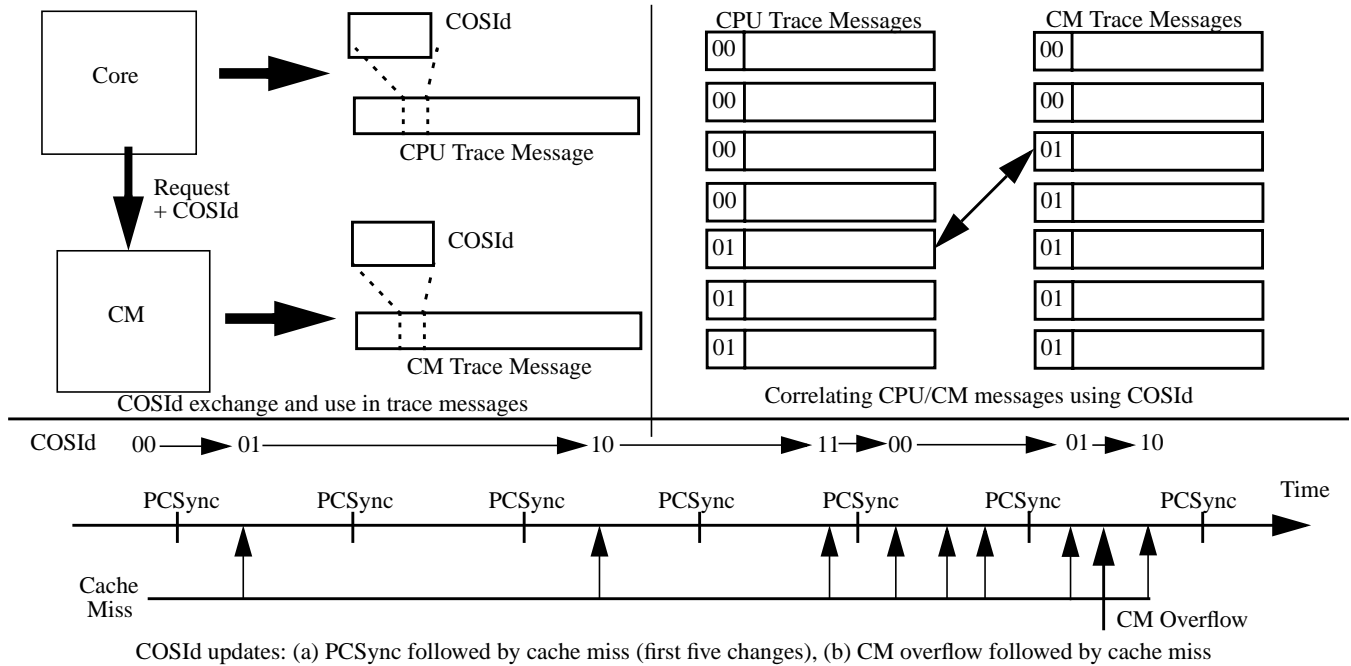 COSId
Core
CPU Trace Message
Request
+ COSId
COSId
CM
CM Trace Message
COSId exchange and use in trace messages
CPU Trace Messages
00
00
00
00
01
01
01
CM Trace Messages
00
00
01
01
01
01
01
Correlating CPU/CM messages using COSId
COSId 00 01 10 11 00 01 10
PCSync PCSync PCSync PCSync PCSync PCSync PCSync Time
Cache
Miss
CM Overflow
COSId updates: (a) PCSync followed by cache miss (first five changes), (b) CM overflow followed by cache miss